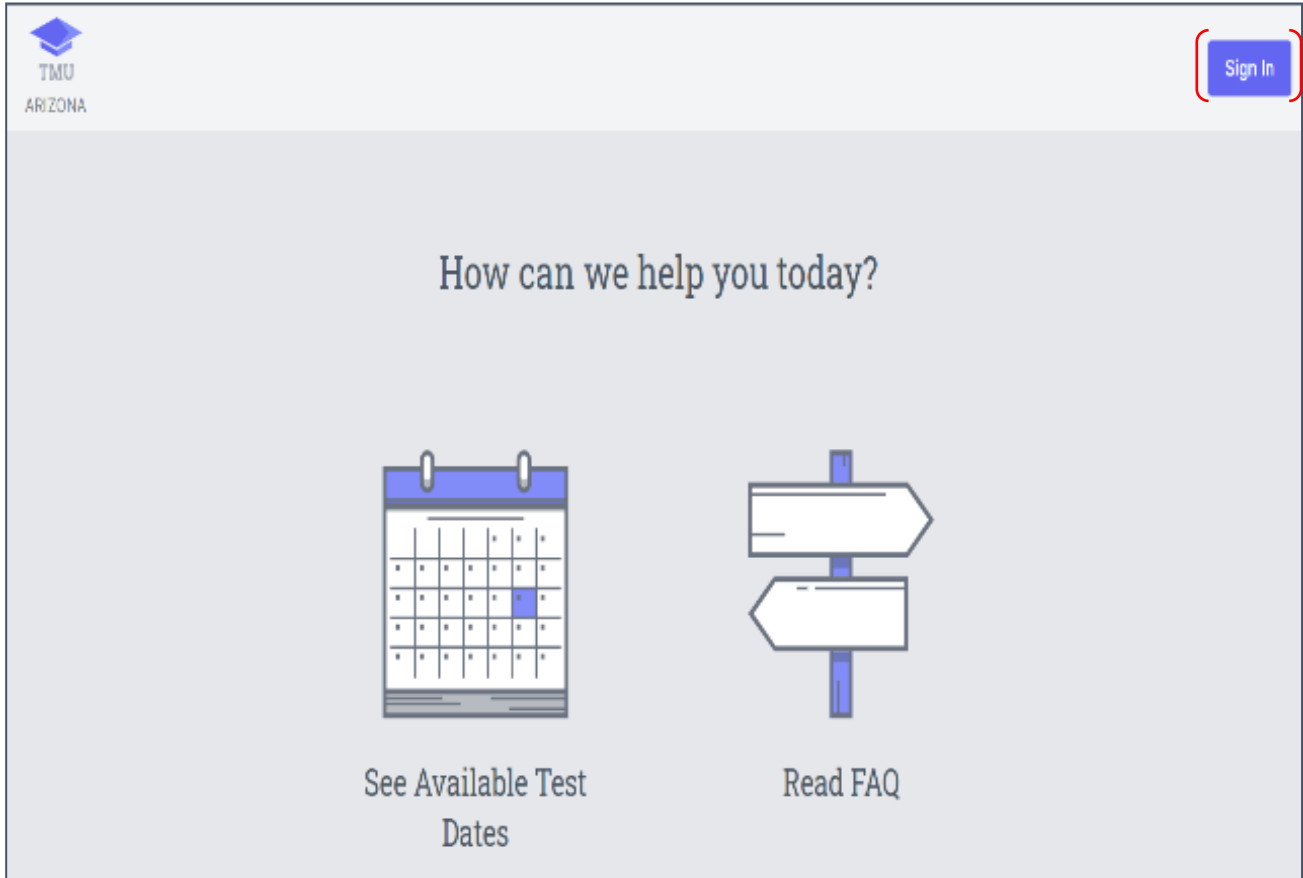 TMU
ARIZONA
Sign In
How can we help you today?
See Available Test
Dates
Read FAQ